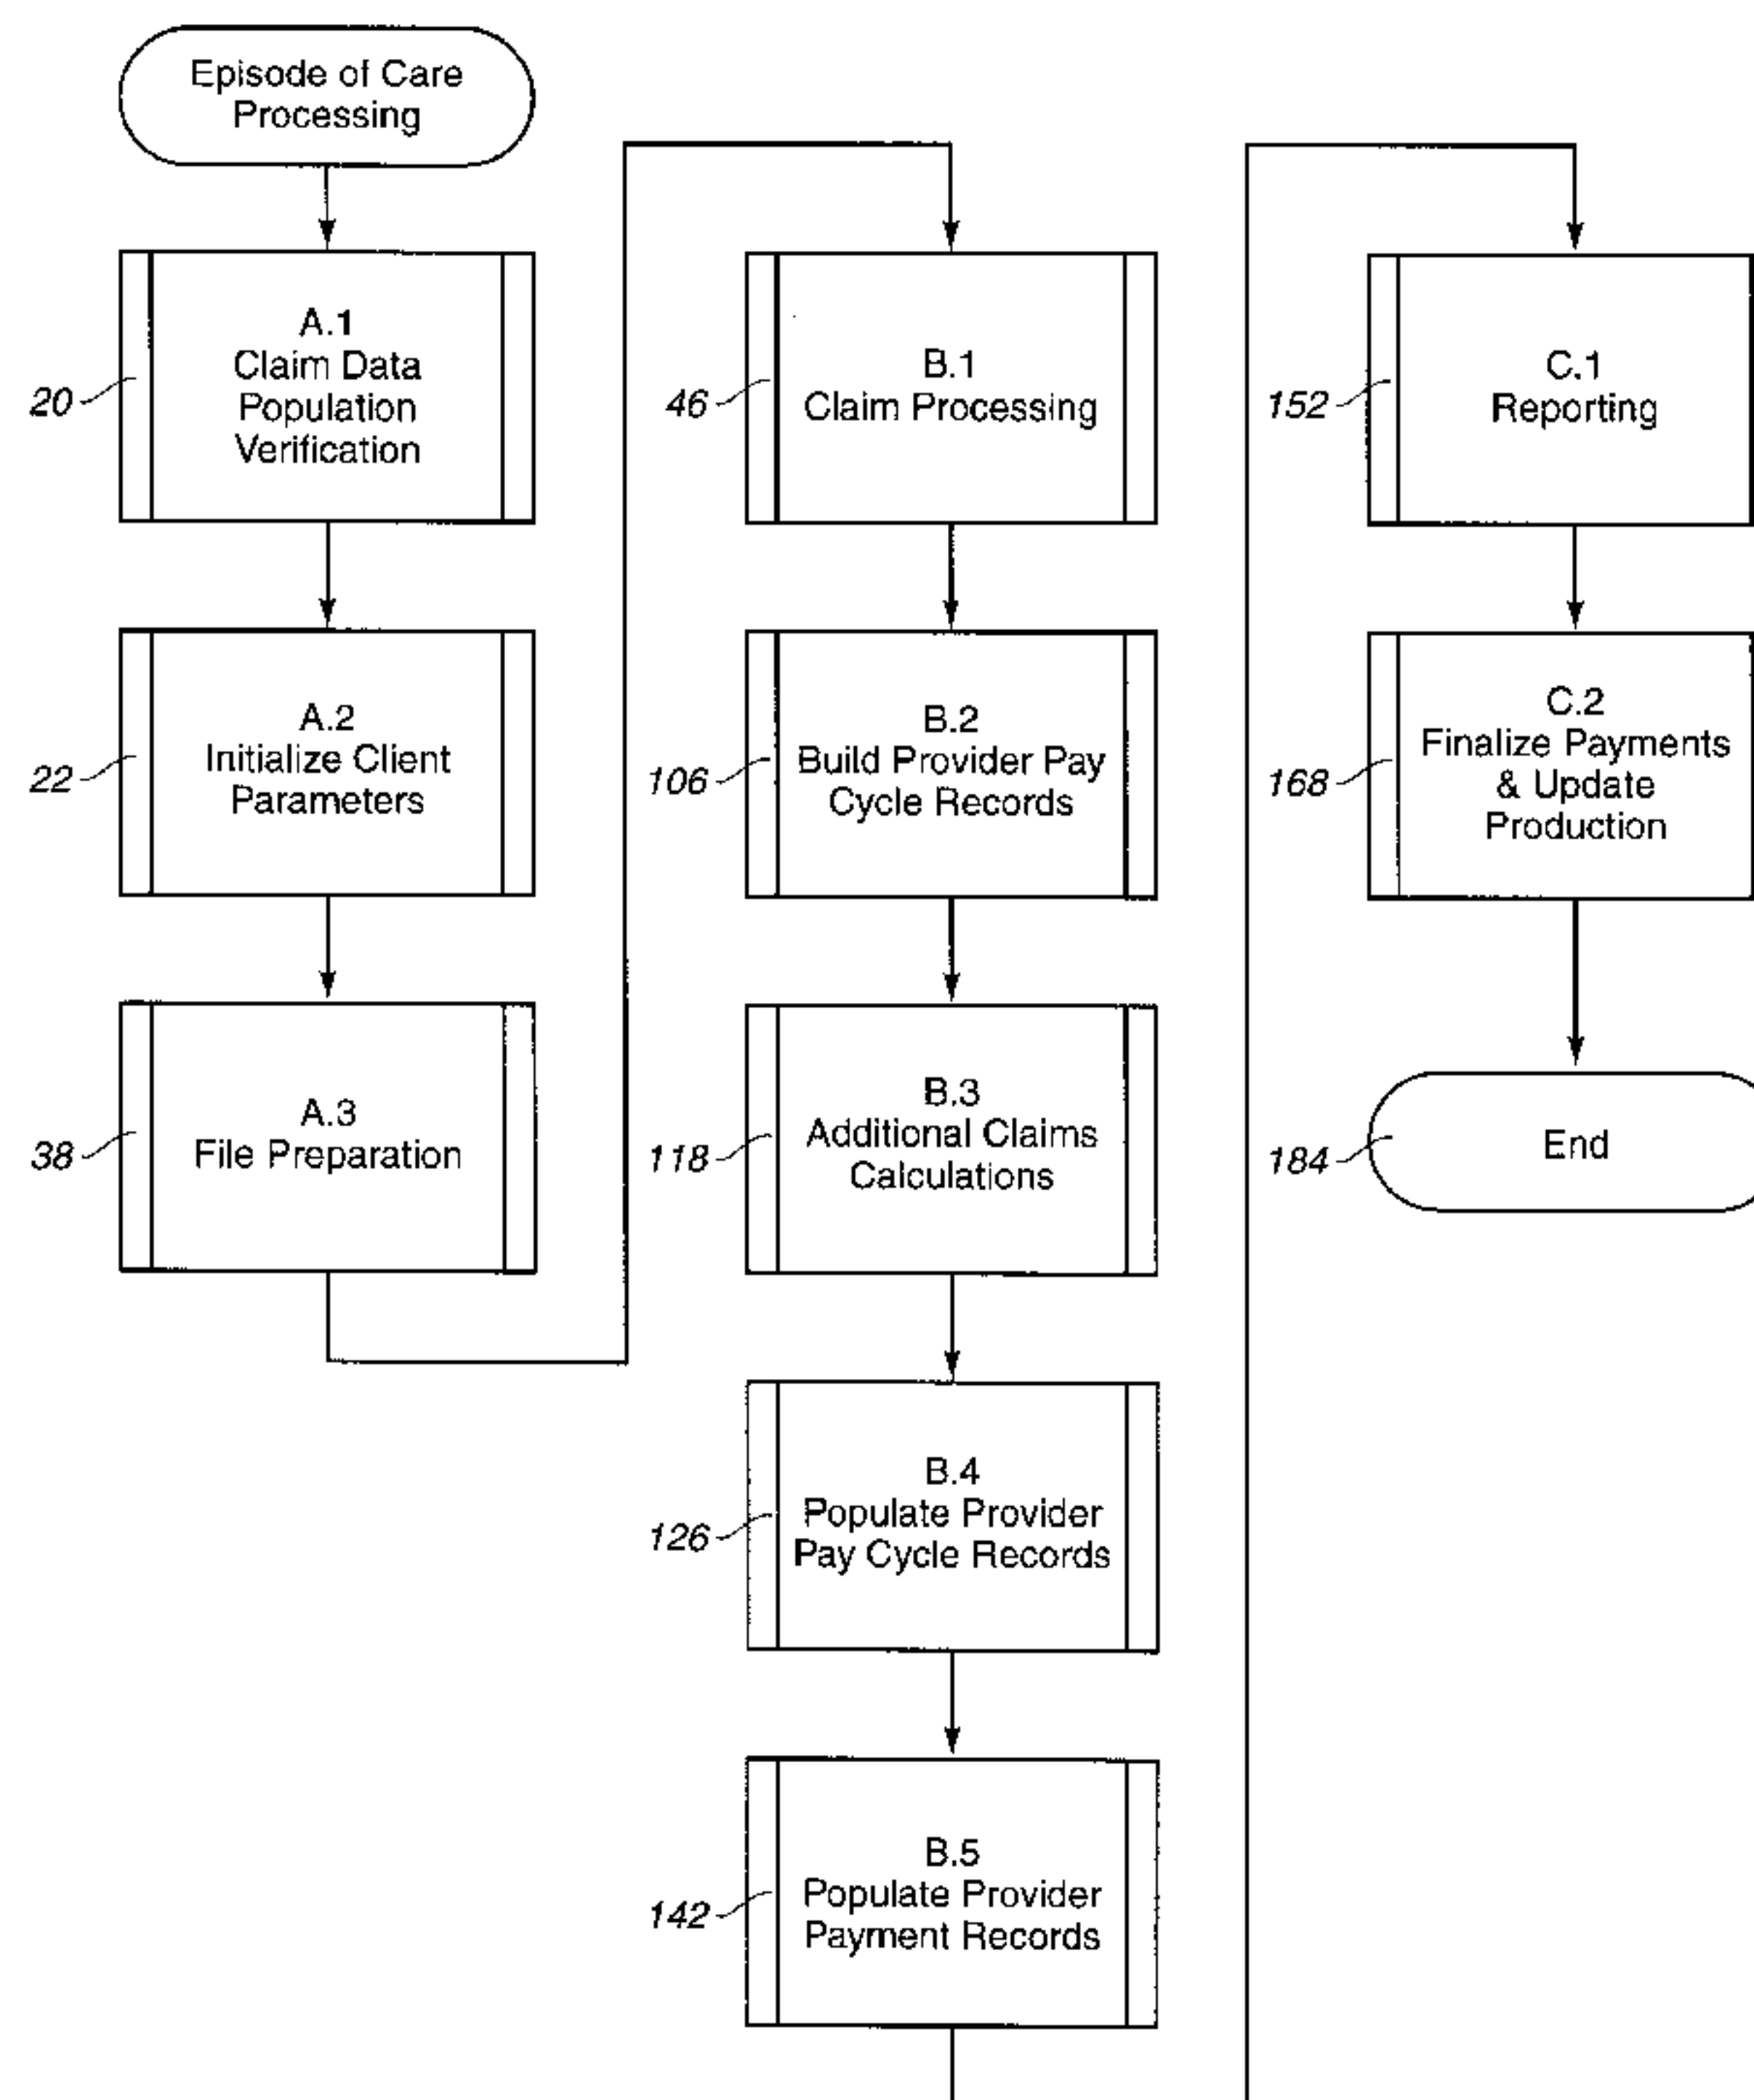 Episode of Care
Processing
A.1
Claim Data
Population
Verification
20
A.2
Initialize Client
Parameters
22
A.3
File Preparation
38
B.1
Claim Processing
46
B.2
Build Provider Pay
Cycle Records
106
B.3
Additional Claims
Calculations
118
B.4
Populate Provider
Pay Cycle Records
126
B.5
Populate Provider
Payment Records
142
C.1
Reporting
152
C.2
Finalize Payments
& Update
Production
168
End
184